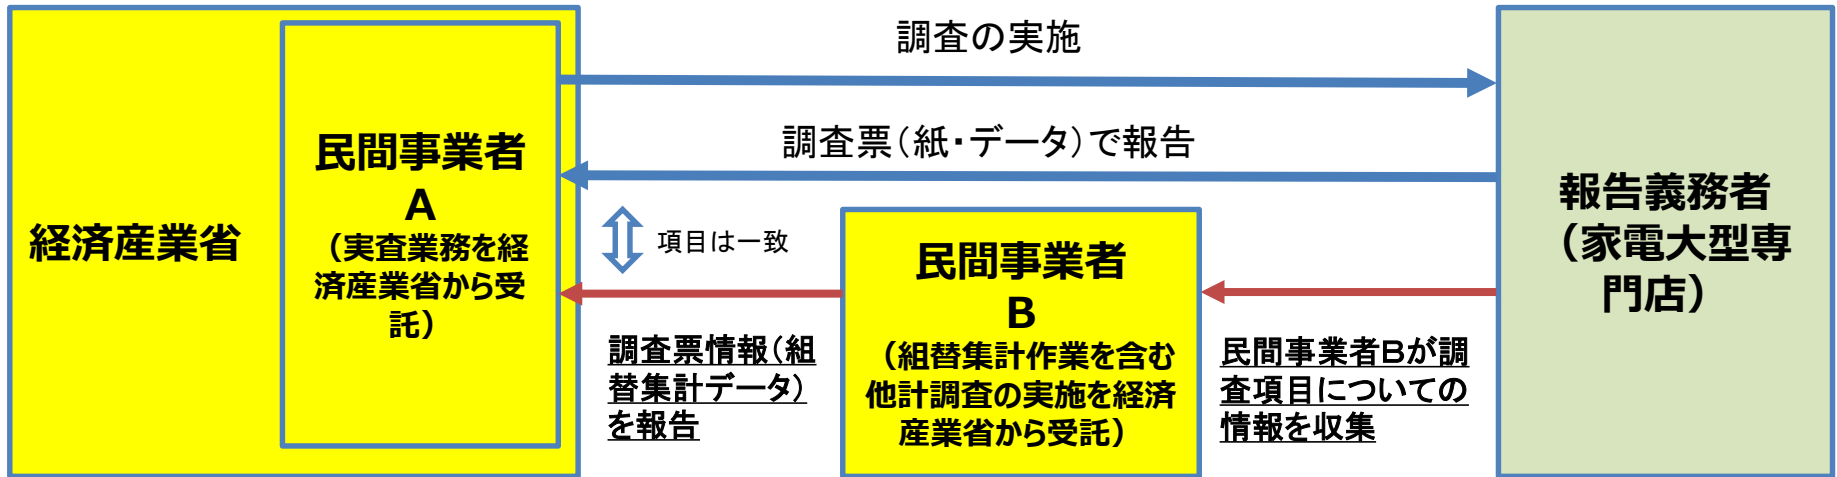 経済産業省
民間事業者
A
（実査業務を経
済産業省から受
託）
調査の実施
調査票（紙・データ）で報告
項目は一致
調査票情報（組
替集計データ）
を報告
民間事業者
B
（組替集計作業を含む
他計調査の実施を経済
産業省から受託）
民間事業者Bが調
査項目についての
情報を収集
報告義務者
（家電大型専
門店）